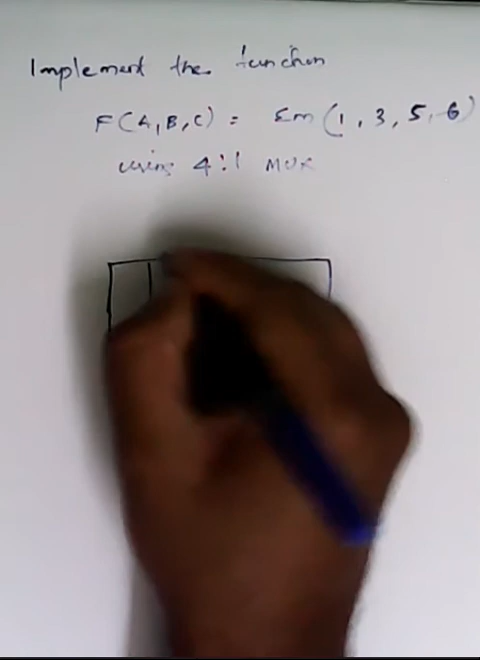 Implement the function
F(A,B,C) = Σm(1,3,5,6)
using 4:1 MUX